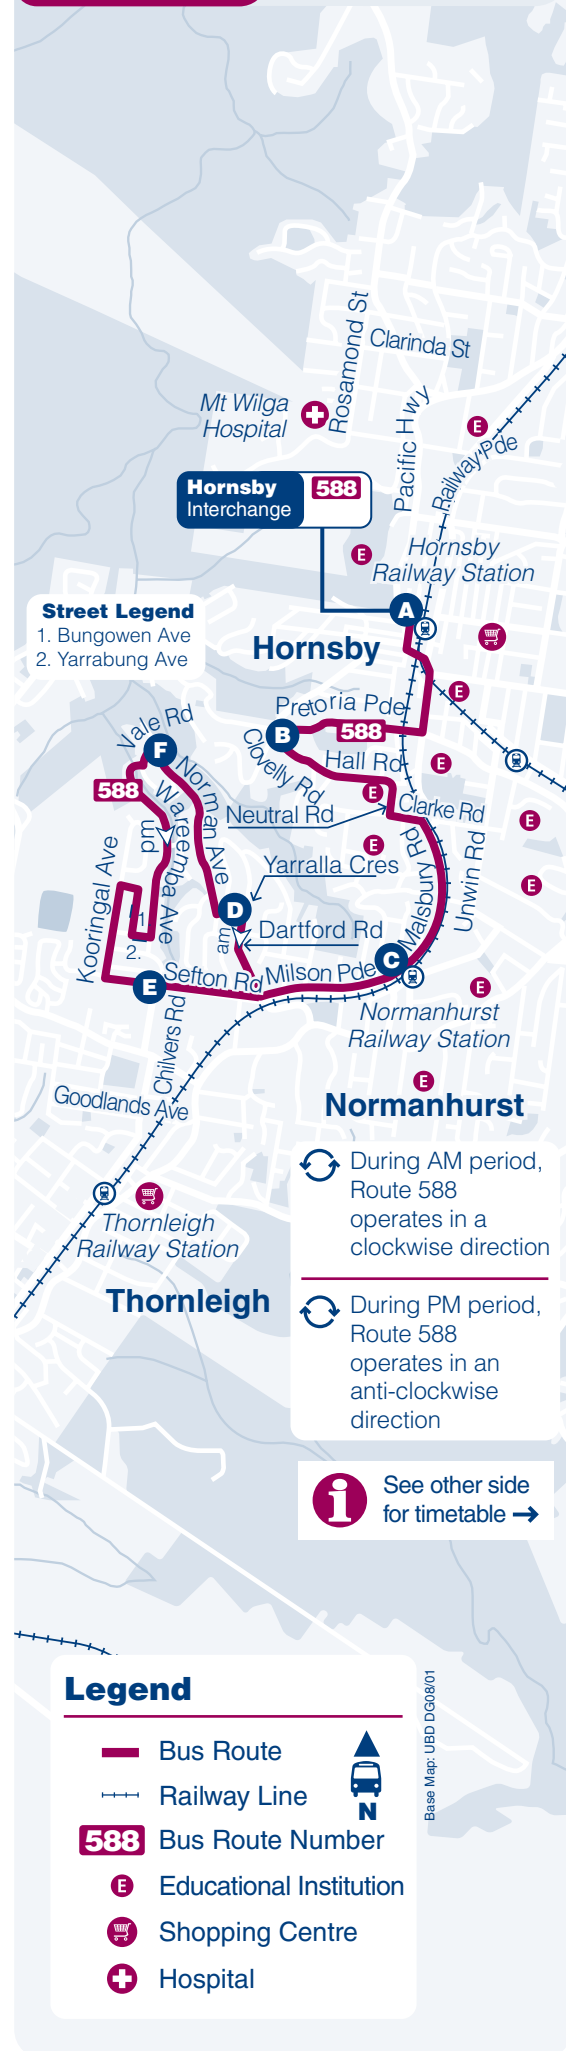 Rosamond St
Clarinda St
Mt Wilga
Hospital
Pacific Hwy
E
Railway Pde
Hornsby
Interchange
588
E
Hornsby
Railway Station
A
Street Legend
1. Bungowen Ave
2. Yarrabung Ave
Hornsby
E
Pretoria Pde
Vale Rd
F
B
588
Clovelly Rd
Hall Rd
E
588
Norman Ave
Wareemba Ave
pm
E
Neutral Rd
Clarke Rd
E
E
Malsbury Rd
Unwin Rd
Kooringal Ave
Yarralla Cres
E
D
1.
am
Dartford Rd
2.
C
Sefton Rd
Milson Pde
E
E
Chilvers Rd
Normanhurst
Railway Station
E
Goodlands Ave
Normanhurst
During AM period,
Route 588
operates in a
clockwise direction
Thornleigh
Railway Station
Thornleigh
During PM period,
Route 588
operates in an
anti-clockwise
direction
i
See other side
for timetable →
Legend
Bus Route
Railway Line
N
588 Bus Route Number
E Educational Institution
Shopping Centre
Hospital
Base Map: UBD DG08/01